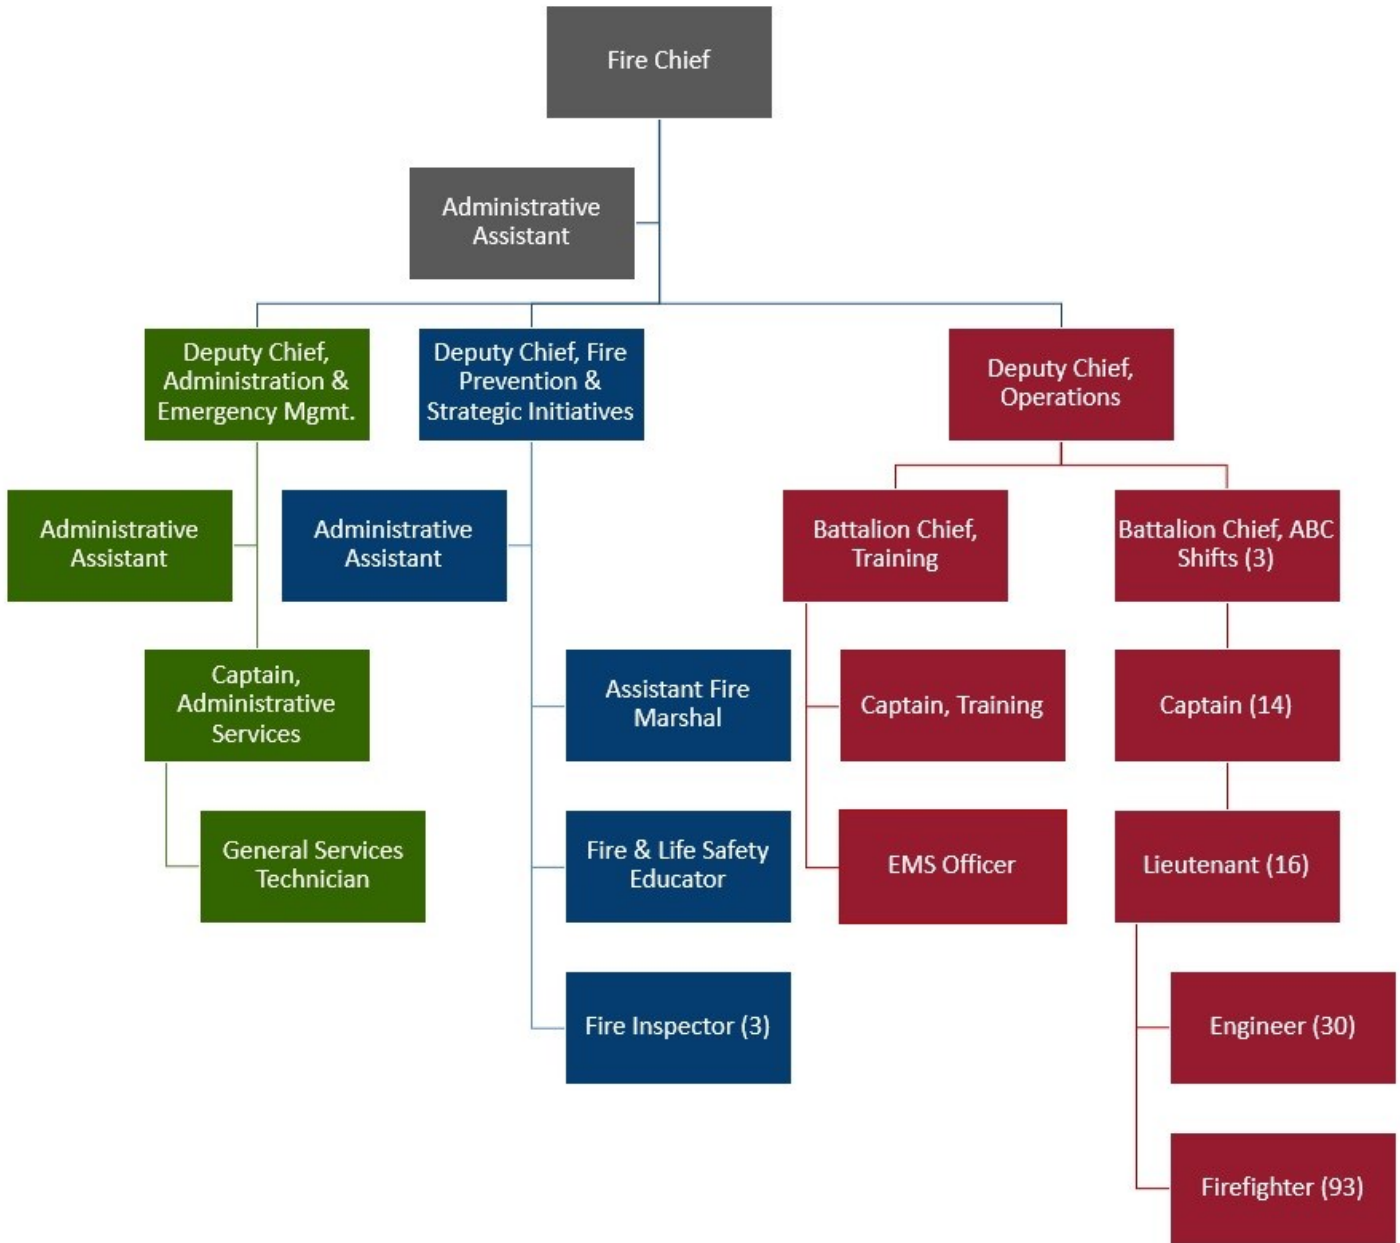 Fire Chief
Administrative
Assistant
Deputy Chief,
Administration &
Emergency Mgmt.
Deputy Chief, Fire
Prevention &
Strategic Initiatives
Deputy Chief,
Operations
Administrative
Assistant
Administrative
Assistant
Battalion Chief,
Training
Battalion Chief, ABC
Shifts (3)
Captain,
Administrative
Services
Assistant Fire
Marshal
Captain, Training
Captain (14)
General Services
Technician
Fire & Life Safety
Educator
EMS Officer
Lieutenant (16)
Fire Inspector (3)
Engineer (30)
Firefighter (93)